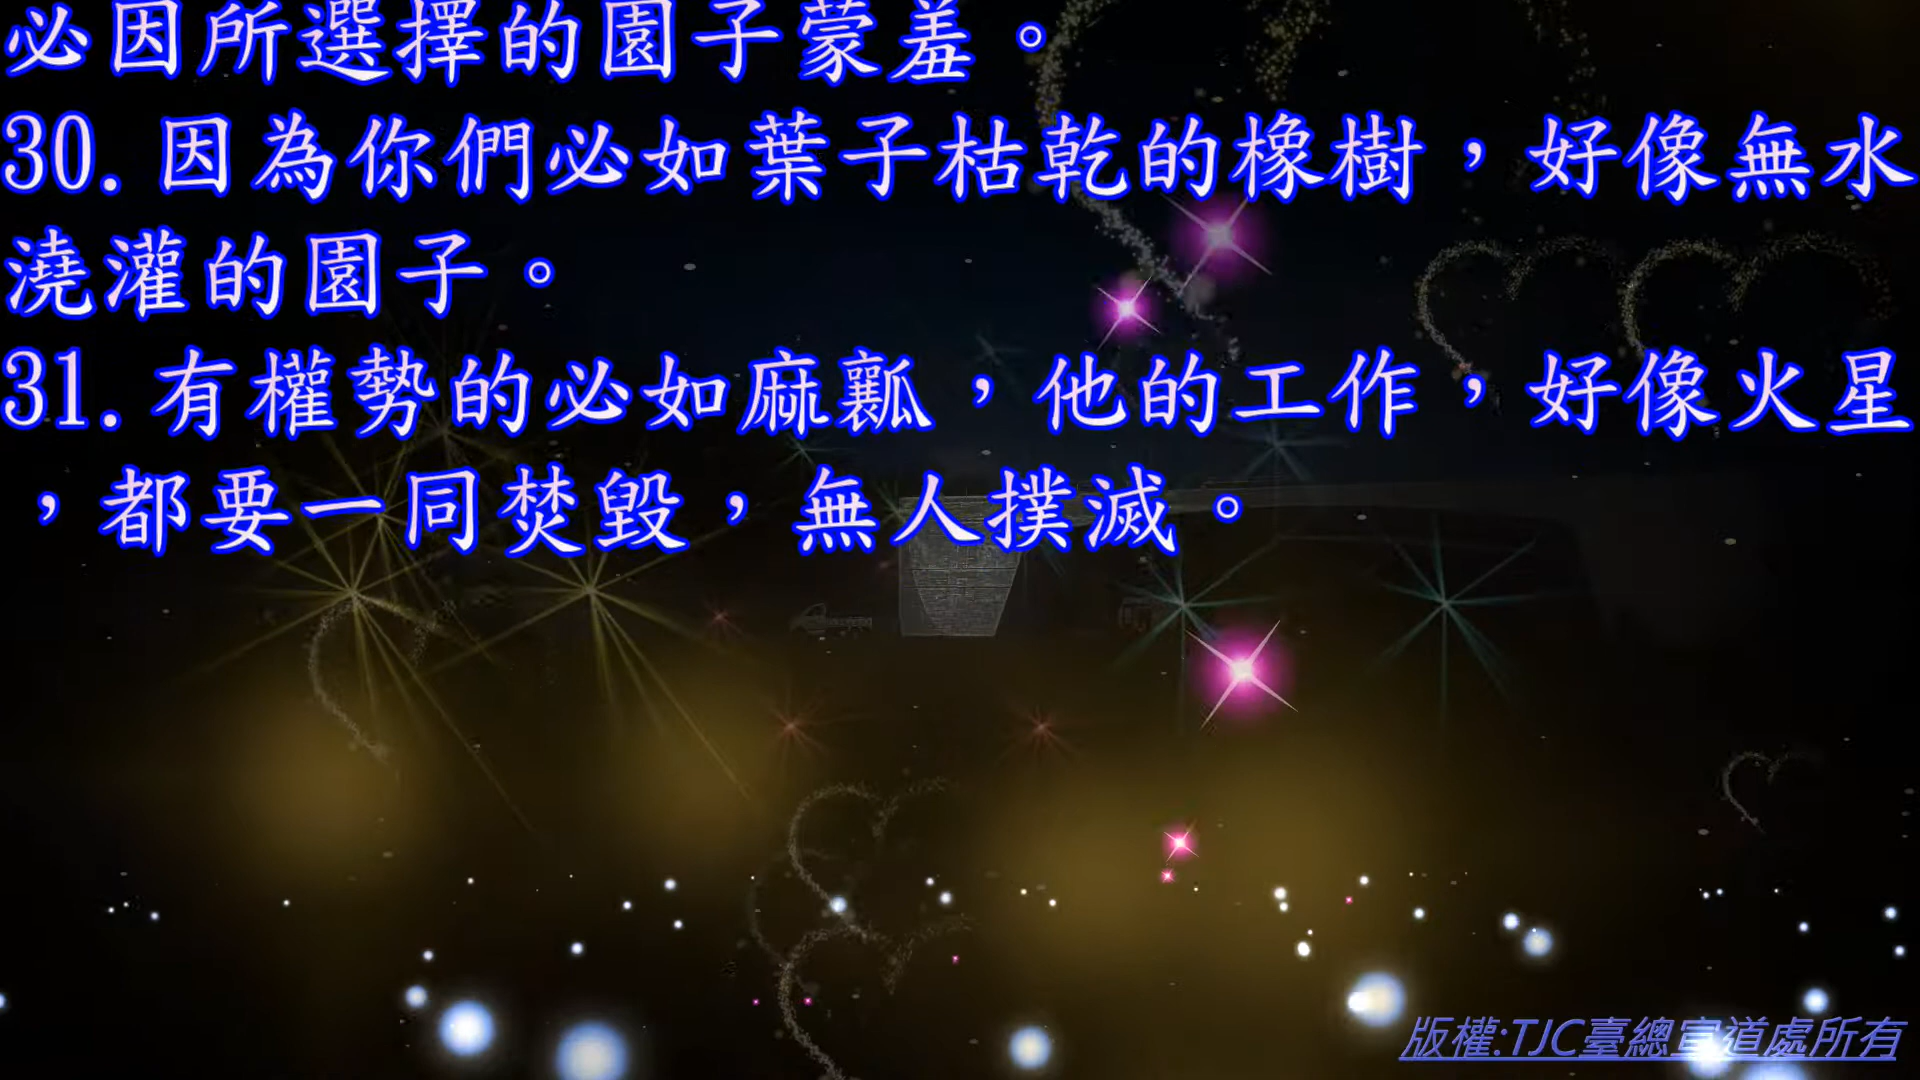 必因所選擇的園子蒙羞。
30.因為你們必如葉子枯乾的橡樹，好像無水
澆灌的園子。
31.有權勢的必如麻瓤，他的工作，好像火星
，都要一同焚毀，無人撲滅。
版權:TJC臺總宣道處所有